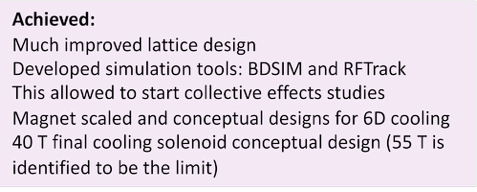 Achieved:
Much improved lattice design
Developed simulation tools: BDSIM and RFTrack
This allowed to start collective effects studies
Magnet scaled and conceptual designs for 6D cooling
40 T final cooling solenoid conceptual design (55 T is
identified to be the limit)